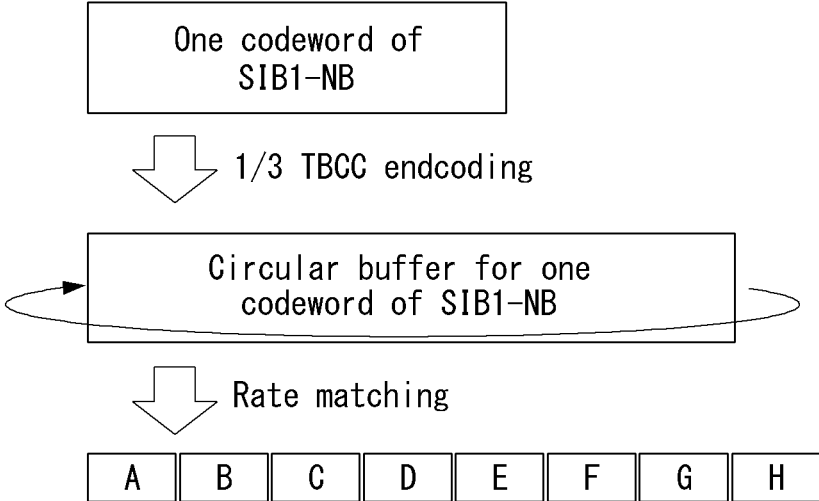 One codeword of
SIB1-NB
1/3 TBCC endcoding
Circular buffer for one
codeword of SIB1-NB
Rate matching
A B C D E F G H